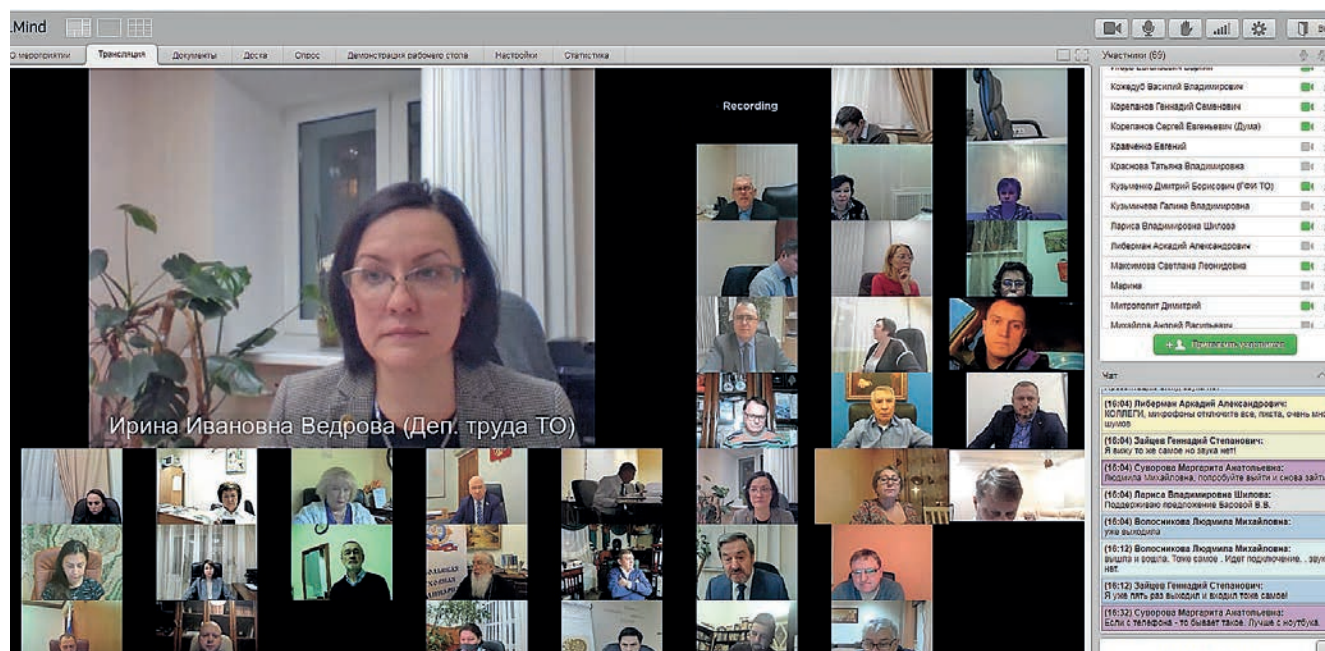 .Mind
О мероприятии Трансляция Документы Доска Опрос Демонстрация рабочего стола Настройки Статистика
Recording
Ирина Ивановна Ведрова (Деп. труда ТО)
Участники (69)
Кожедуб Василий Владимирович
Корепанов Геннадий Семенович
Корепанов Сергей Евгеньевич (Дума)
Кравченко Евгений
Краснова Татьяна Владимировна
Кузьменко Дмитрий Борисович (ГФИ ТО)
Кузьмичева Галина Владимировна
Лариса Владимировна Шилова
Либерман Аркадий Александрович
Максимова Светлана Леонидовна
Марина
Митрополит Димитрий
Михайлов Андрей Васильевич
Пригласить участников
Чат
(16:04) Либерман Аркадий Александрович:
КОЛЛЕГИ, микрофоны отключите все, пжста, очень мно
шумов
(16:04) Зайцев Геннадий Степанович:
Я вижу то же самое но звука нет!
(16:04) Суворова Маргарита Анатольевна:
Людмила Михайловна, попробуйте выйти и снова зайти
(16:04) Лариса Владимировна Шилова:
Поддерживаю предложение Баровой В.В.
(16:04) Волосникова Людмила Михайловна:
уже выходила
(16:12) Волосникова Людмила Михайловна:
вышла и вошла. Тоже самое . Идет подключение. . звук
нет.
(16:12) Зайцев Геннадий Степанович:
Я уже пять раз выходил и входил тоже самое!
(16:32) Суворова Маргарита Анатольевна:
Если с телефона - то бывает такое. Лучше с ноутбука.